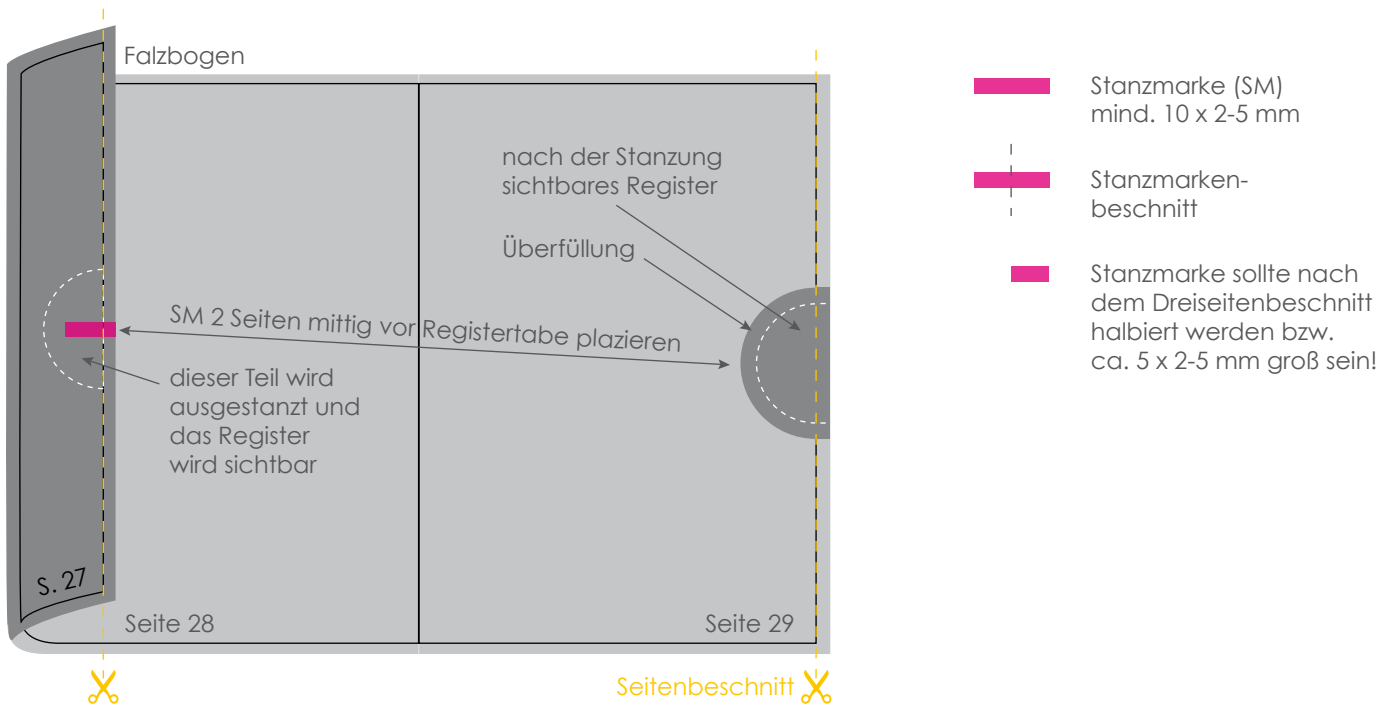 Falzbogen
nach der Stanzung
sichtbares Register
Überfüllung
SM 2 Seiten mittig vor Registertabe plazieren
dieser Teil wird
ausgestanzt und
das Register
wird sichtbar
S. 27
Seite 28
Seite 29
Seitenbeschnitt
Stanzmarke (SM)
mind. 10 x 2-5 mm
Stanzmarken-
beschnitt
Stanzmarke sollte nach
dem Dreiseitenbeschnitt
halbiert werden bzw.
ca. 5 x 2-5 mm groß sein!